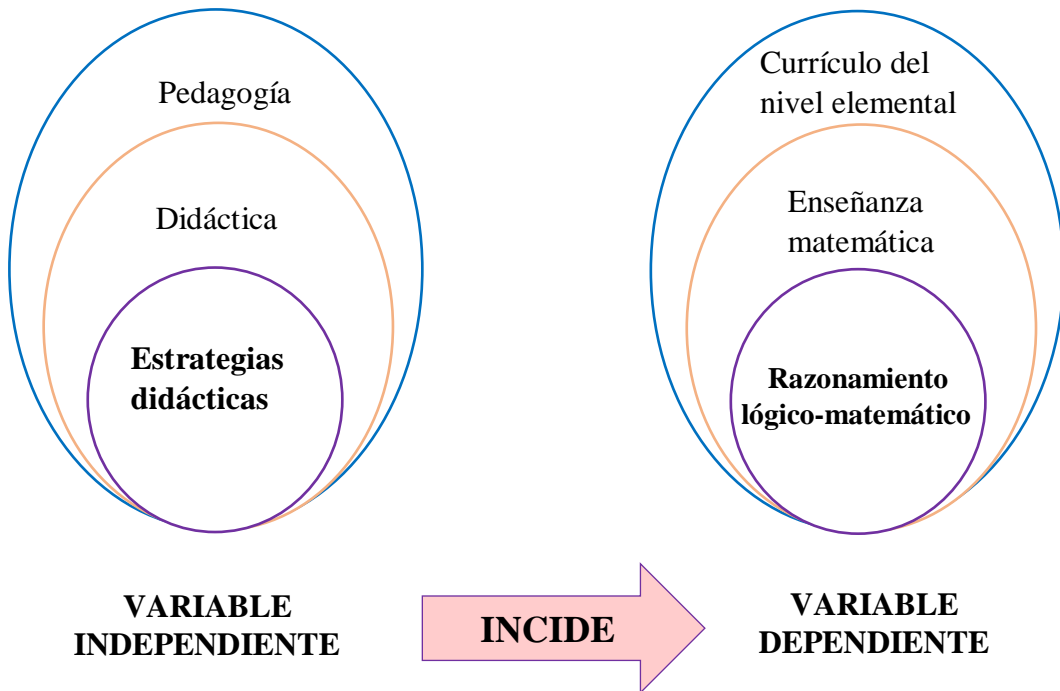 Pedagogía
Didáctica
Estrategias
didácticas
VARIABLE
INDEPENDIENTE
INCIDE
Currículo del
nivel elemental
Enseñanza
matemática
Razonamiento
lógico-matemático
VARIABLE
DEPENDIENTE